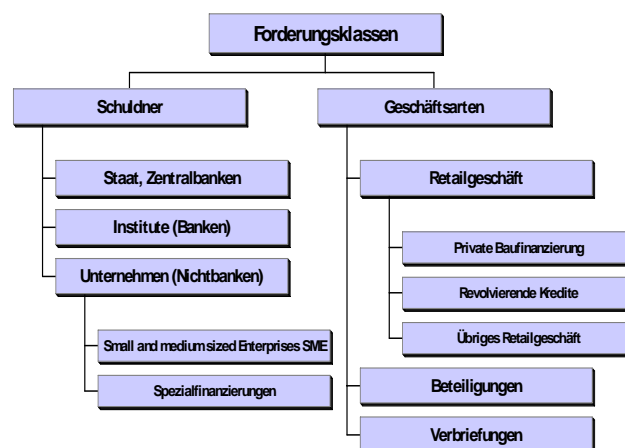 Forderungsklassen
Schuldner
Staat, Zentralbanken
Institute (Banken)
Unternehmen (Nichtbanken)
Small and medium sized Enterprises SME
Spezialfinanzierungen
Geschäftsarten
Retailgeschäft
Private Baufinanzierung
Revolvierende Kredite
Übriges Retailgeschäft
Beteiligungen
Verbriefungen